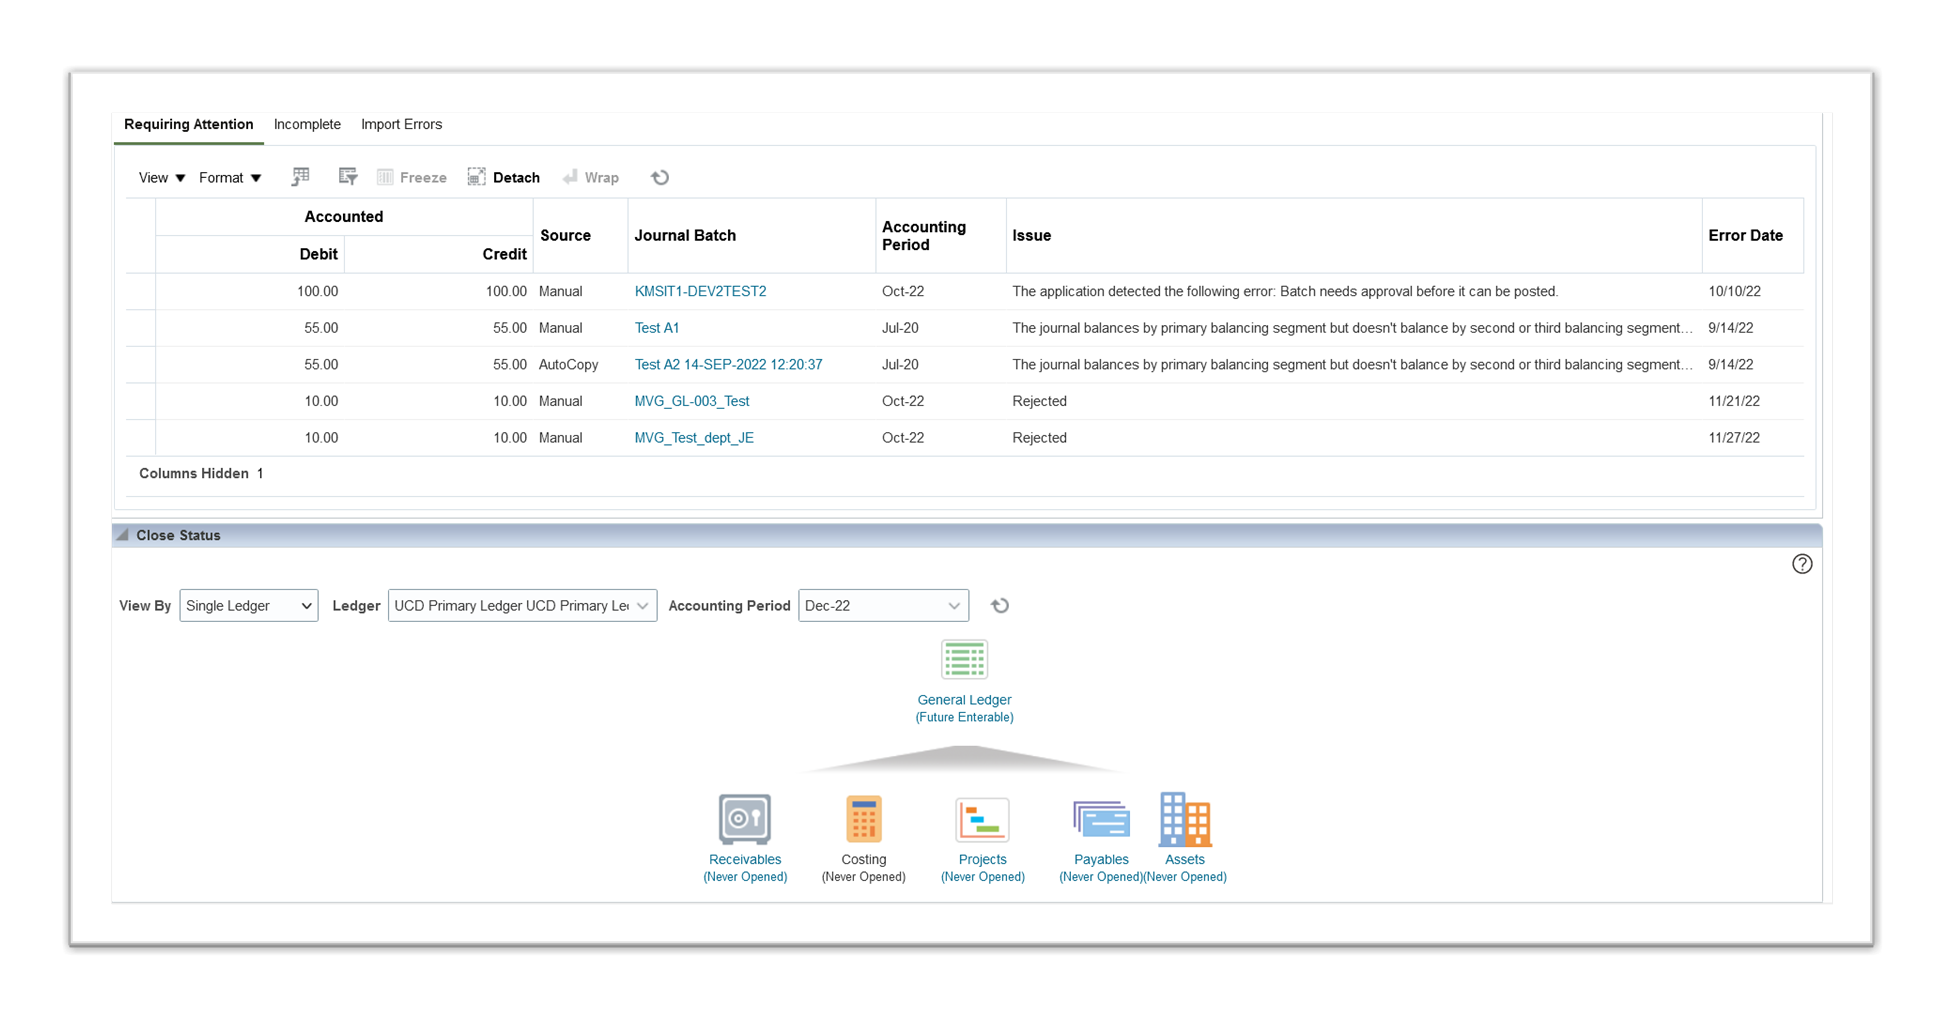 Requiring Attention Incomplete Import Errors
View Format Freeze Detach Wrap
Accounted
Debit Credit Source Journal Batch Accounting Period Issue Error Date
100.00 100.00 Manual KMSIT1-DEV2TEST2 Oct-22 The application detected the following error: Batch needs approval before it can be posted. 10/10/22
55.00 55.00 Manual Test A1 Jul-20 The journal balances by primary balancing segment but doesn't balance by second or third balancing segment... 9/14/22
55.00 55.00 AutoCopy Test A2 14-SEP-2022 12:20:37 Jul-20 The journal balances by primary balancing segment but doesn't balance by second or third balancing segment... 9/14/22
10.00 10.00 Manual MVG_GL-003_Test Oct-22 Rejected 11/21/22
10.00 10.00 Manual MVG_Test_dept_JE Oct-22 Rejected 11/27/22
Columns Hidden 1
Close Status
?
View By Single Ledger Ledger UCD Primary Ledger UCD Primary Le Accounting Period Dec-22
General Ledger
(Future Enterable)
Receivables Costing Projects Payables Assets
(Never Opened) (Never Opened) (Never Opened) (Never Opened) (Never Opened)